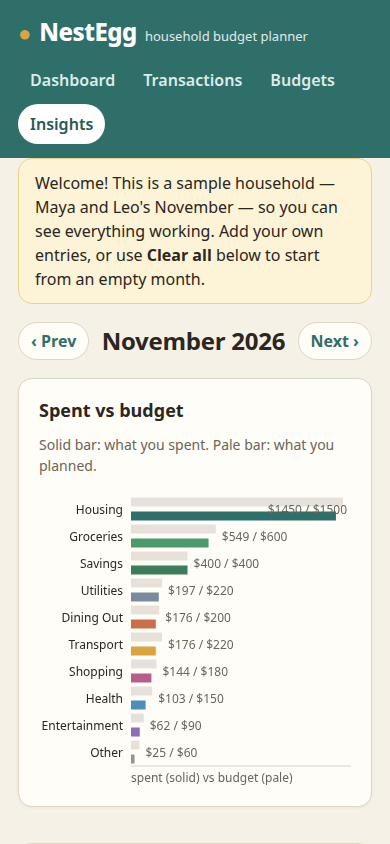 NestEgg household budget planner
Dashboard Transactions Budgets
Insights
Welcome! This is a sample household —
Maya and Leo's November — so you can
see everything working. Add your own
entries, or use Clear all below to start
from an empty month.
‹ Prev November 2026 Next ›
Spent vs budget
Solid bar: what you spent. Pale bar: what you
planned.
Housing $1450 / $1500
Groceries $549 / $600
Savings $400 / $400
Utilities $197 / $220
Dining Out $176 / $200
Transport $176 / $220
Shopping $144 / $180
Health $103 / $150
Entertainment $62 / $90
Other $25 / $60
spent (solid) vs budget (pale)